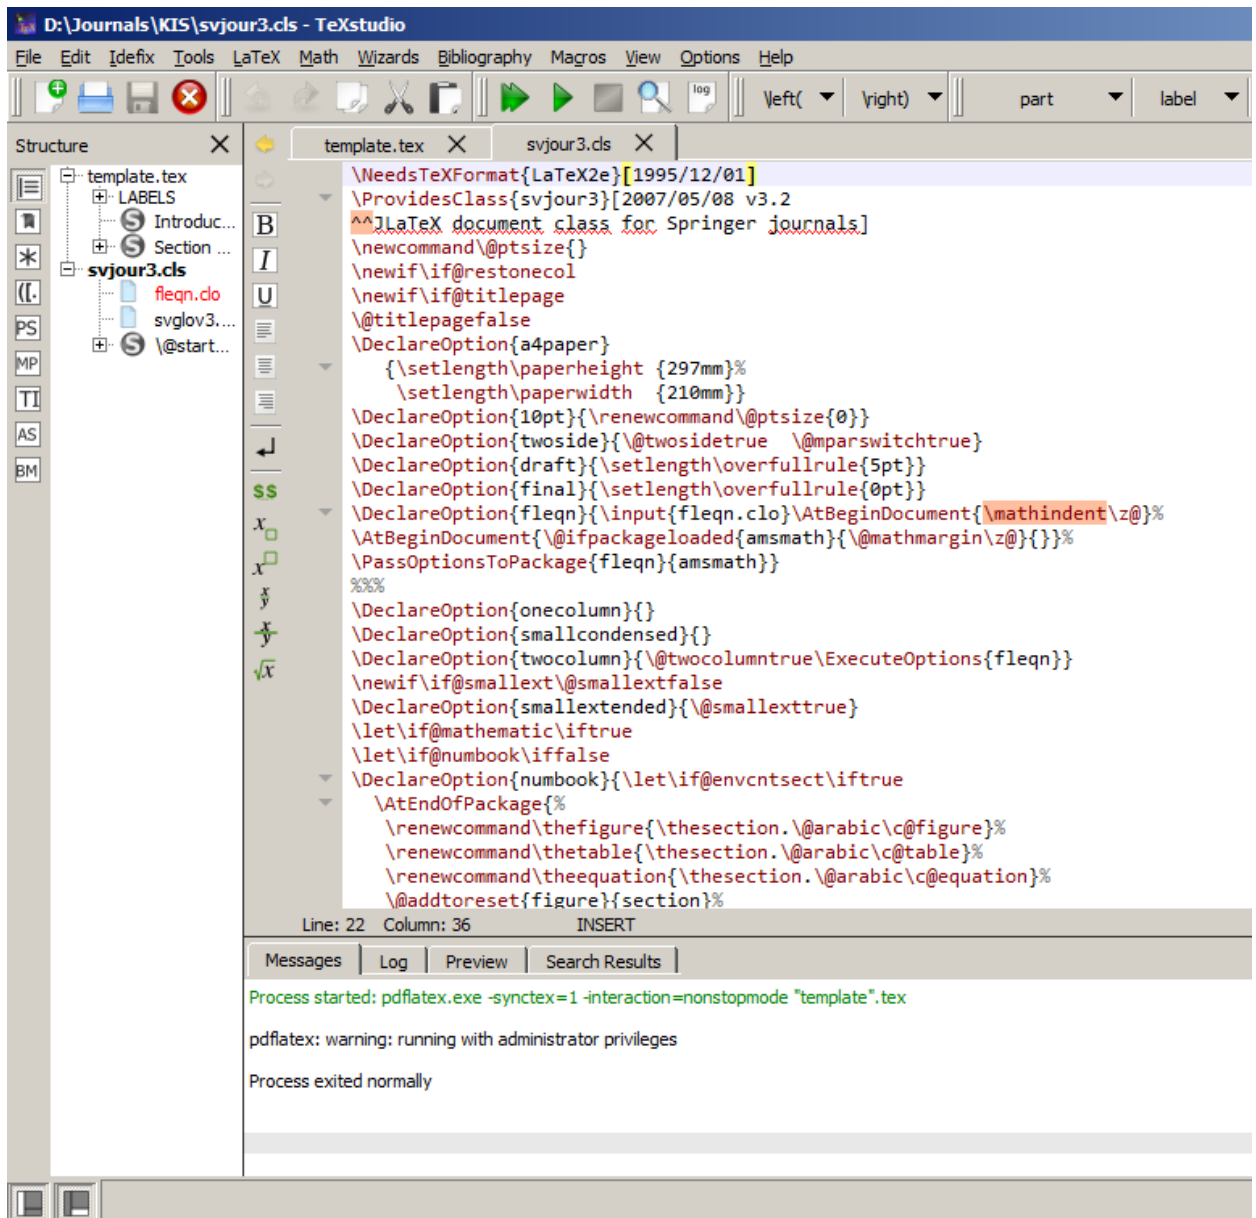 D:\Journals\KIS\svjour3.cls - TeXstudio
File Edit Idefix Tools LaTeX Math Wizards Bibliography Macros View Options Help
log \left( \right) part label
Structure
template.tex
LABELS
Introduc...
Section ...
svjour3.cls
fleqn.clo
svglov3....
\@start...
([.
PS
MP
TI
AS
BM
B
I
U
$$
x
x
x
y
x
y
√x
template.tex svjour3.cls
\NeedsTeXFormat{LaTeX2e}[1995/12/01]
\ProvidesClass{svjour3}[2007/05/08 v3.2
^^JLaTeX document class for Springer journals]
\newcommand\@ptsize{}
\newif\if@restonecol
\newif\if@titlepage
\@titlepagefalse
\DeclareOption{a4paper}
{\setlength\paperheight {297mm}%
\setlength\paperwidth  {210mm}}
\DeclareOption{10pt}{\renewcommand\@ptsize{0}}
\DeclareOption{twoside}{\@twosidetrue  \@mparswitchtrue}
\DeclareOption{draft}{\setlength\overfullrule{5pt}}
\DeclareOption{final}{\setlength\overfullrule{0pt}}
\DeclareOption{fleqn}{\input{fleqn.clo}\AtBeginDocument{\mathindent\z@}%
\AtBeginDocument{\@ifpackageloaded{amsmath}{\@mathmargin\z@}{}}%
\PassOptionsToPackage{fleqn}{amsmath}}
%%%
\DeclareOption{onecolumn}{}
\DeclareOption{smallcondensed}{}
\DeclareOption{twocolumn}{\@twocolumntrue\ExecuteOptions{fleqn}}
\newif\if@smallext\@smallextfalse
\DeclareOption{smallextended}{\@smallexttrue}
\let\if@mathematic\iftrue
\let\if@numbook\iffalse
\DeclareOption{numbook}{\let\if@envcntsect\iftrue
\AtEndOfPackage{%
\renewcommand\thefigure{\thesection.\@arabic\c@figure}%
\renewcommand\thetable{\thesection.\@arabic\c@table}%
\renewcommand\theequation{\thesection.\@arabic\c@equation}%
\@addtoreset{figure}{section}%
Line: 22 Column: 36 INSERT
Messages Log Preview Search Results
Process started: pdflatex.exe -synctex=1 -interaction=nonstopmode "template".tex
pdflatex: warning: running with administrator privileges
Process exited normally